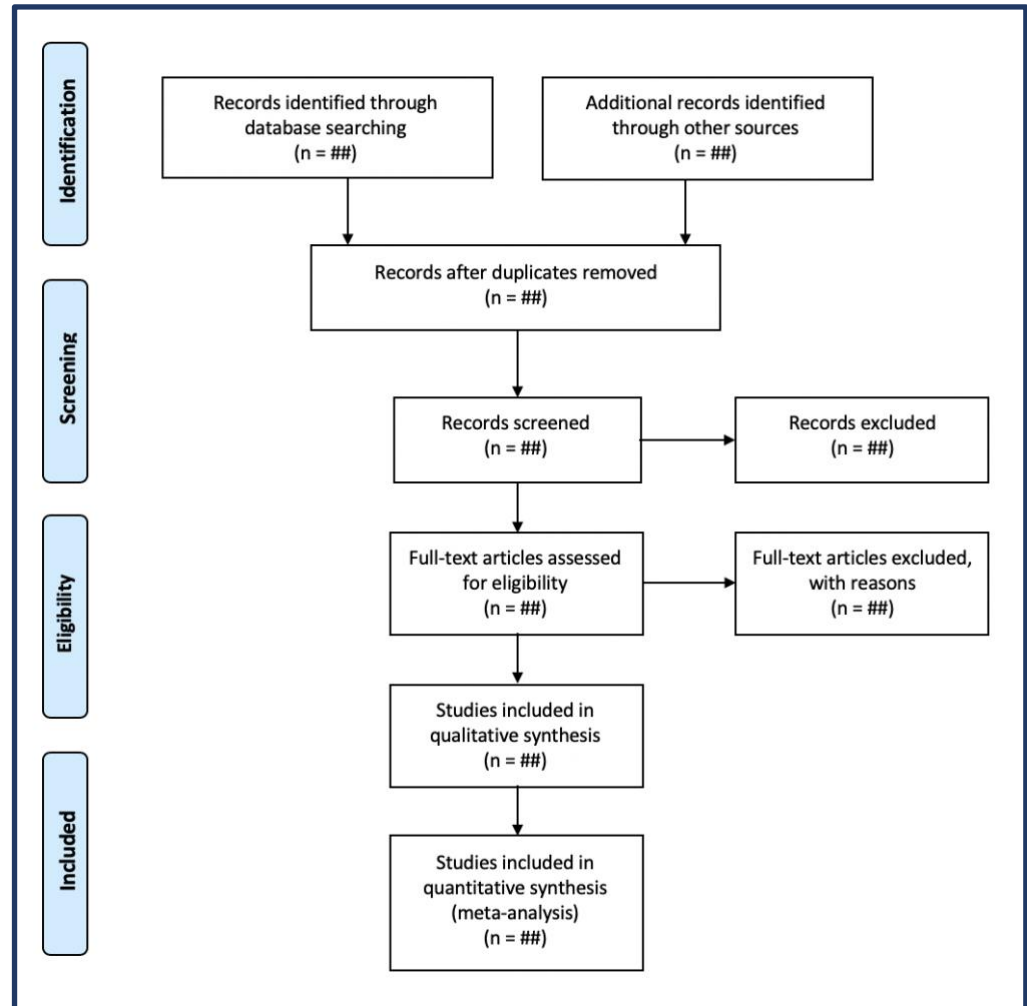 Identification
Records identified through
database searching
(n = ##)
Additional records identified
through other sources
(n = ##)
Records after duplicates removed
(n = ##)
Screening
Records screened
(n = ##)
Records excluded
(n = ##)
Eligibility
Full-text articles assessed
for eligibility
(n = ##)
Full-text articles excluded,
with reasons
(n = ##)
Studies included in
qualitative synthesis
(n = ##)
Included
Studies included in
quantitative synthesis
(meta-analysis)
(n = ##)